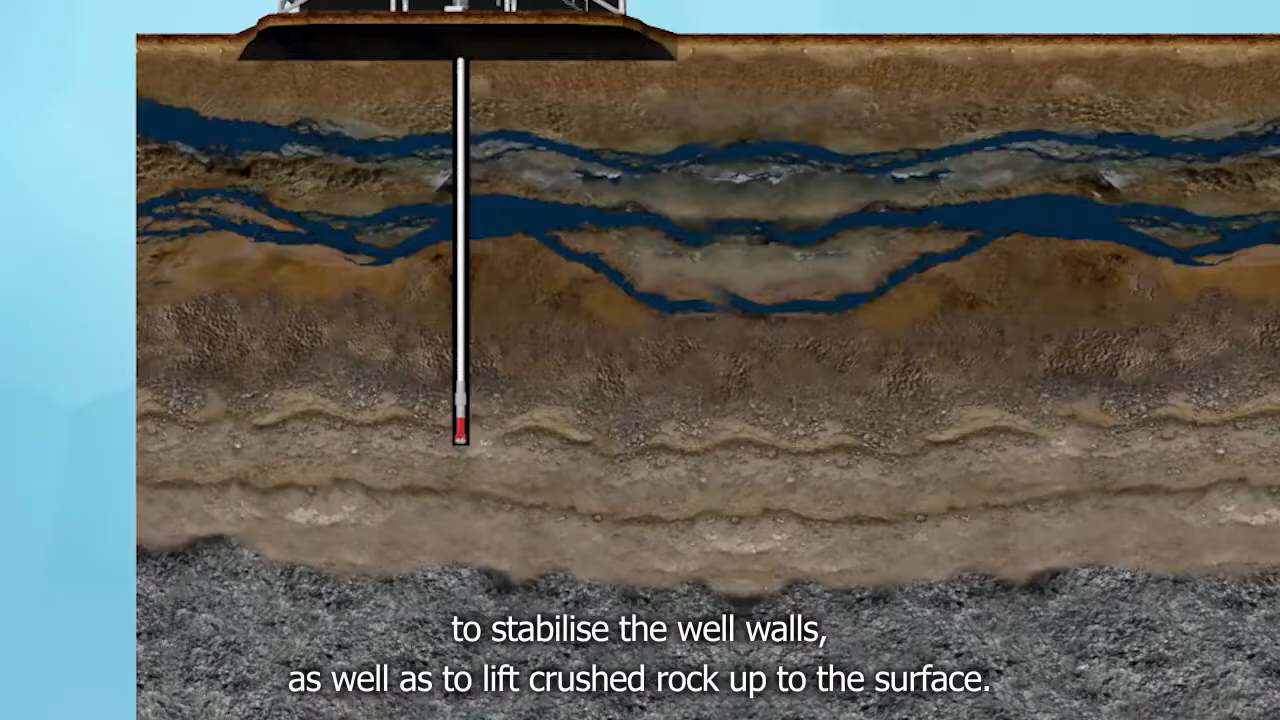 to stabilise the well walls,
as well as to lift crushed rock up to the surface.